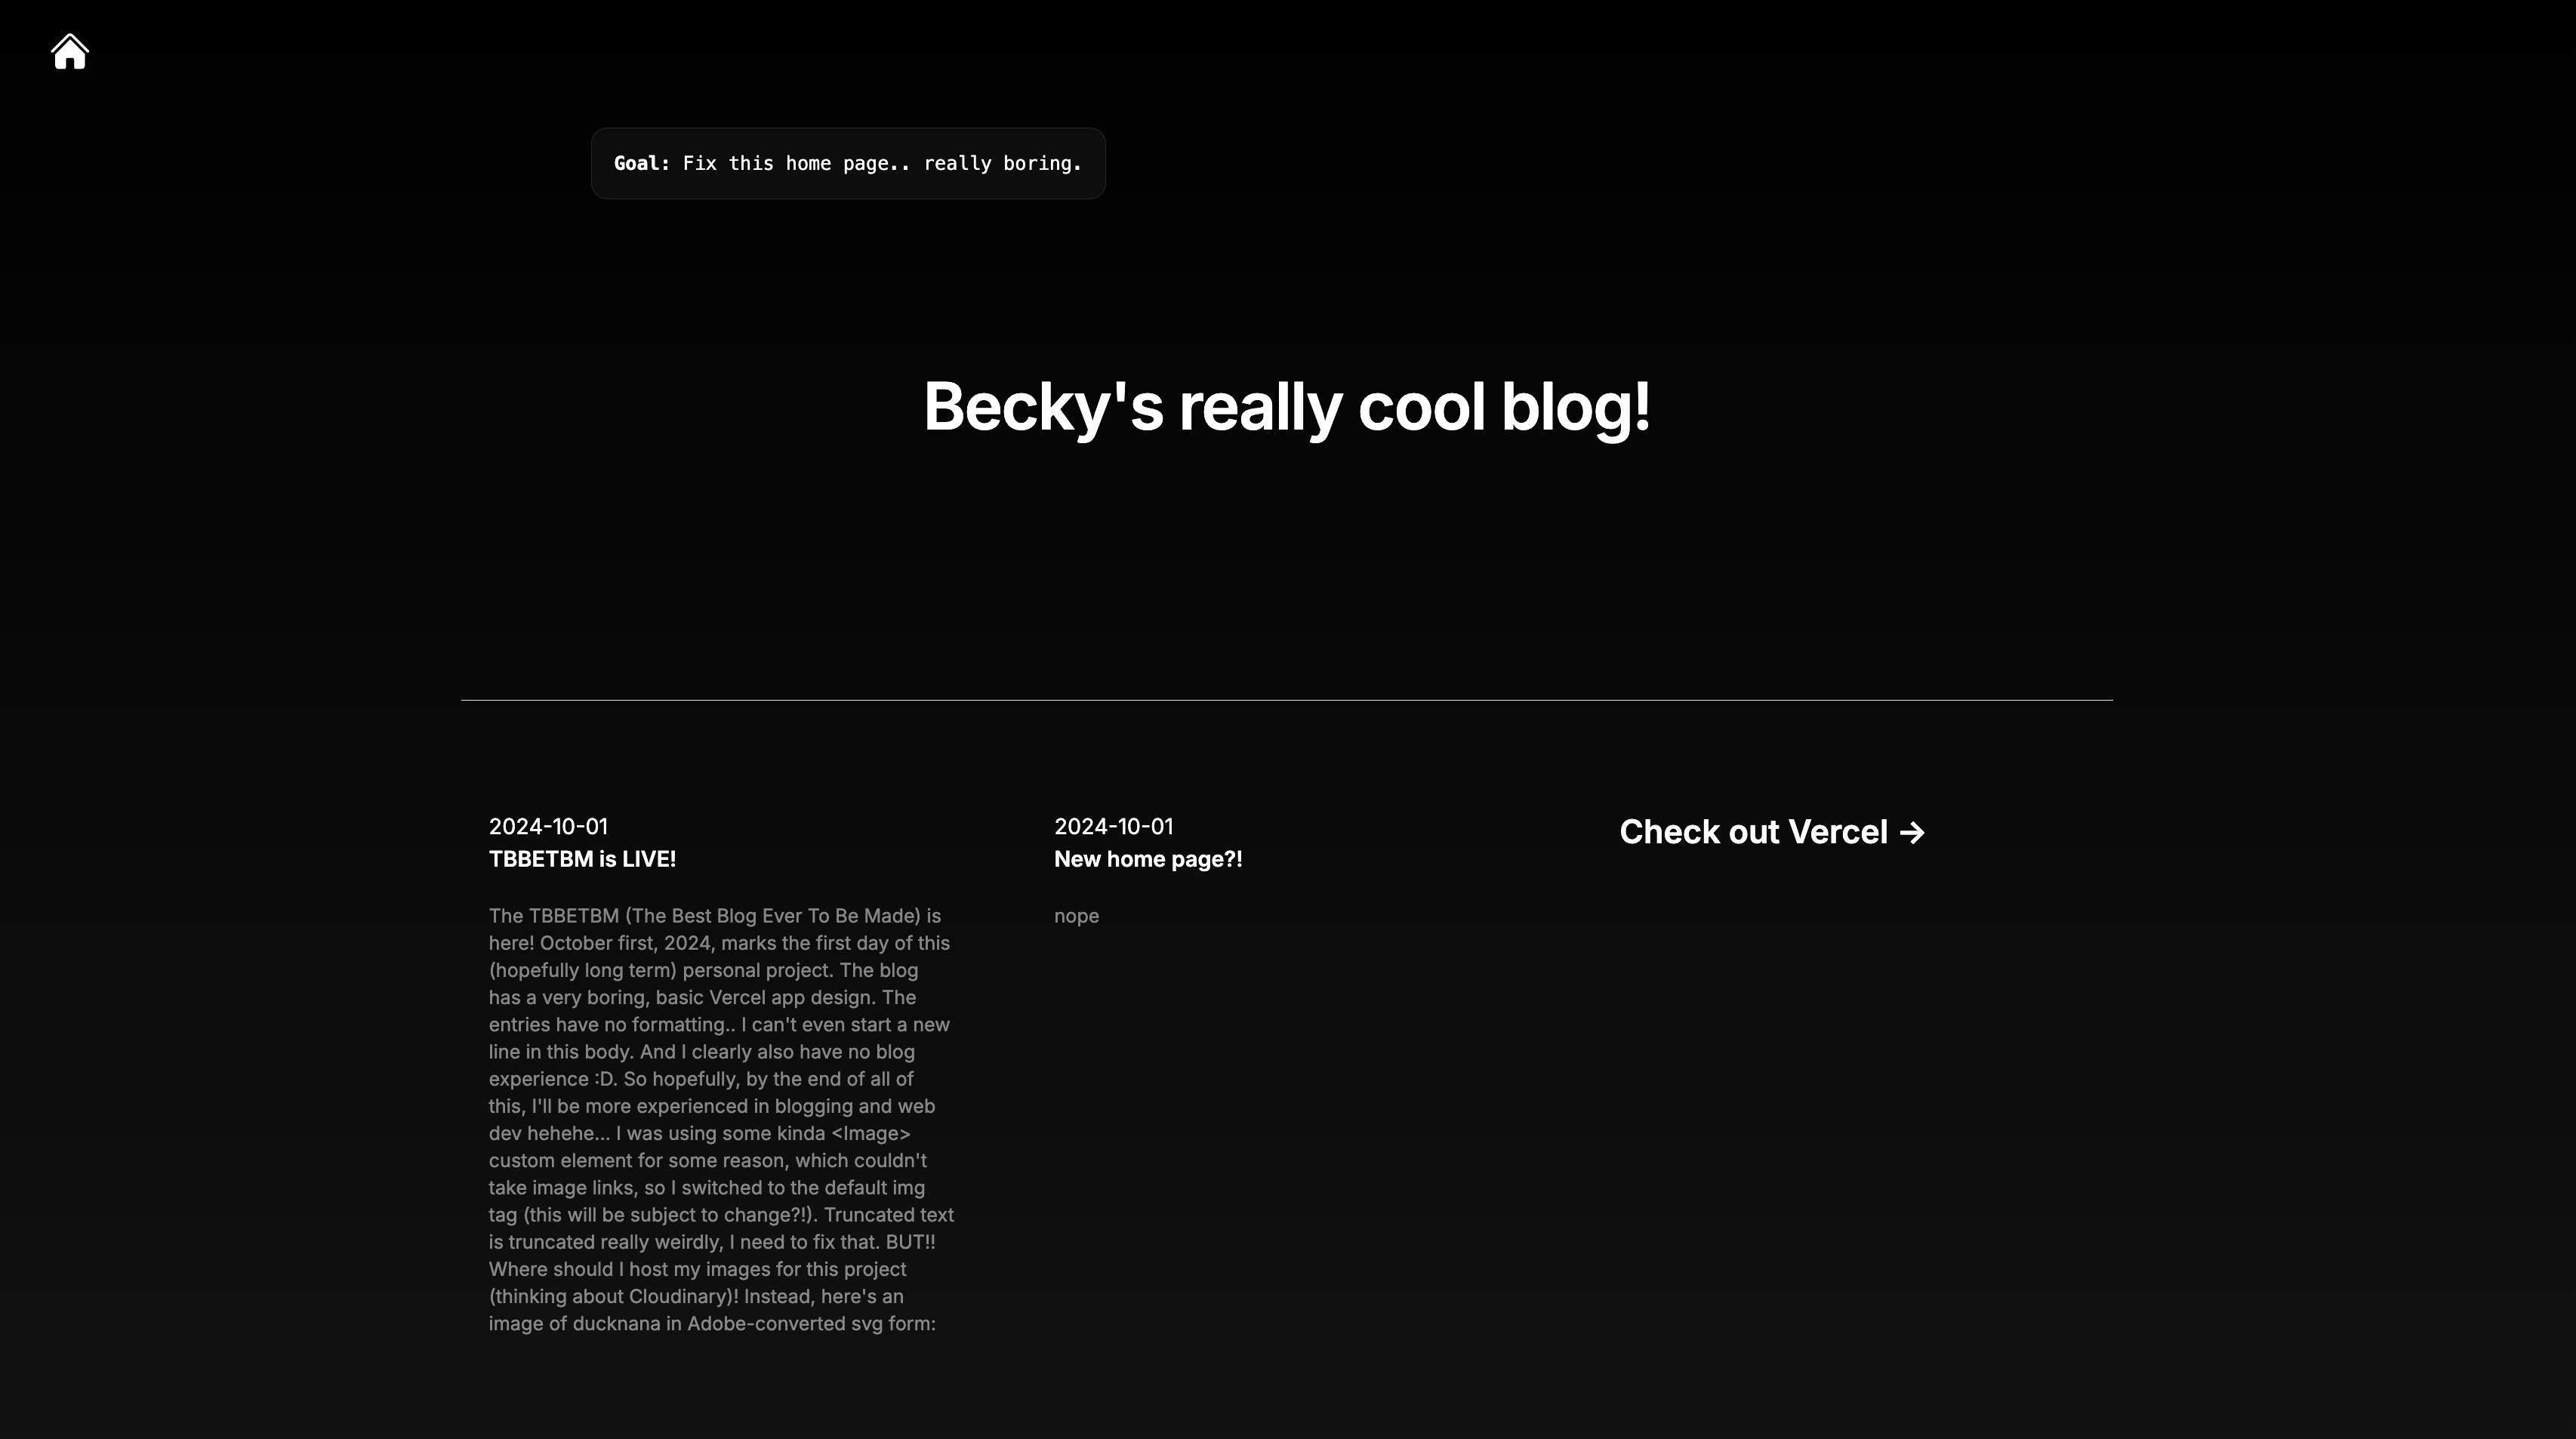 Goal: Fix this home page.. really boring.
Becky's really cool blog!
2024-10-01
TBBETBM is LIVE!
The TBBETBM (The Best Blog Ever To Be Made) is
here! October first, 2024, marks the first day of this
(hopefully long term) personal project. The blog
has a very boring, basic Vercel app design. The
entries have no formatting.. I can't even start a new
line in this body. And I clearly also have no blog
experience :D. So hopefully, by the end of all of
this, I'll be more experienced in blogging and web
dev hehehe... I was using some kinda <Image>
custom element for some reason, which couldn't
take image links, so I switched to the default img
tag (this will be subject to change?!). Truncated text
is truncated really weirdly, I need to fix that. BUT!!
Where should I host my images for this project
(thinking about Cloudinary)! Instead, here's an
image of ducknana in Adobe-converted svg form:
2024-10-01
New home page?!
nope
Check out Vercel →